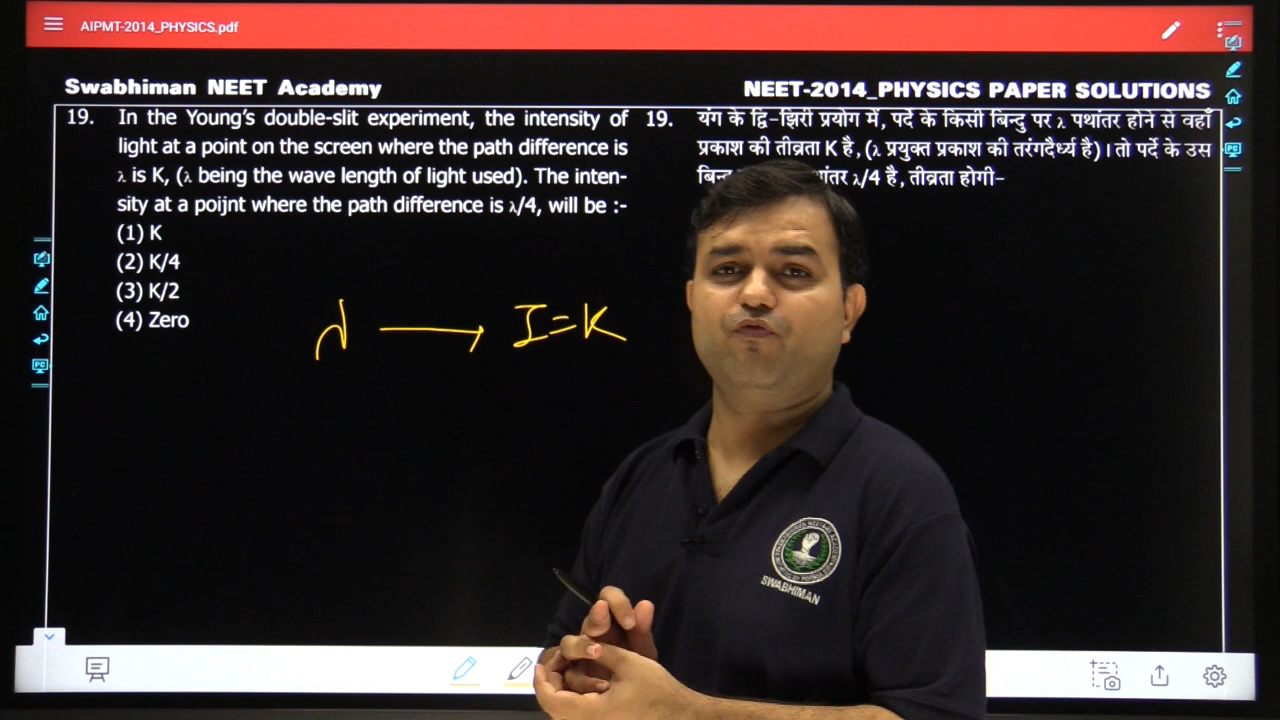 AIPMT-2014_PHYSICS.pdf
Swabhiman NEET Academy
NEET-2014_PHYSICS PAPER SOLUTIONS
19. In the Young's double-slit experiment, the intensity of
light at a point on the screen where the path difference is
λ is K, (λ being the wave length of light used). The inten-
sity at a poijnt where the path difference is λ/4, will be :-
(1) K
(2) K/4
(3) K/2
(4) Zero
19. यंग के द्वि-झिरी प्रयोग में, पर्दे के किसी बिन्दु पर λ पथांतर होने से वहाँ
प्रकाश की तीव्रता K है, (λ प्रयुक्त प्रकाश की तरंगदैर्ध्य है)। तो पर्दे के उस
λ/4 है, तीव्रता होगी-
λ → I=K
PC
PC
PC
SWABHIMAN